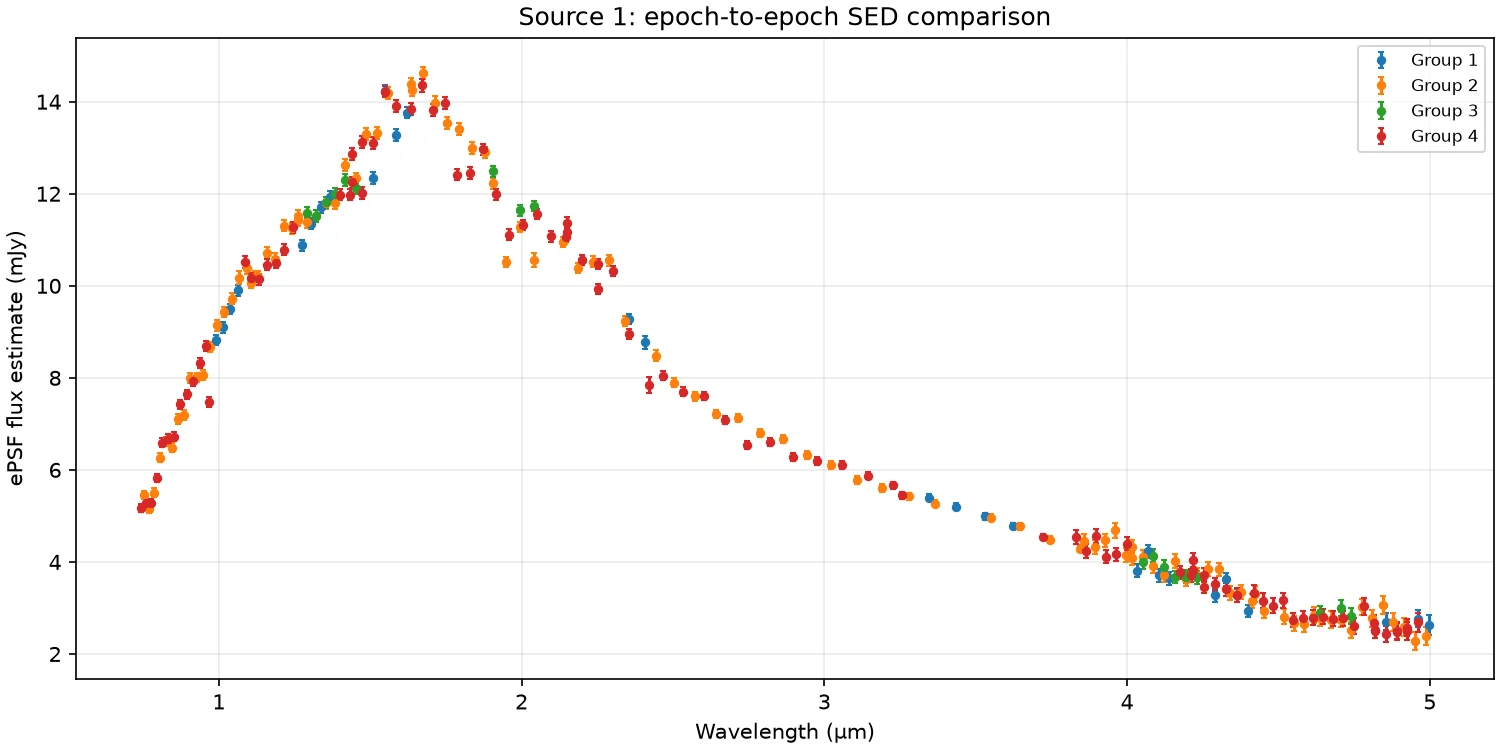 Source 1: epoch-to-epoch SED comparison
Group 1
Group 2
Group 3
Group 4
ePSF flux estimate (mJy)
14
12
10
8
6
4
2
1 2 3 4 5
Wavelength (μm)